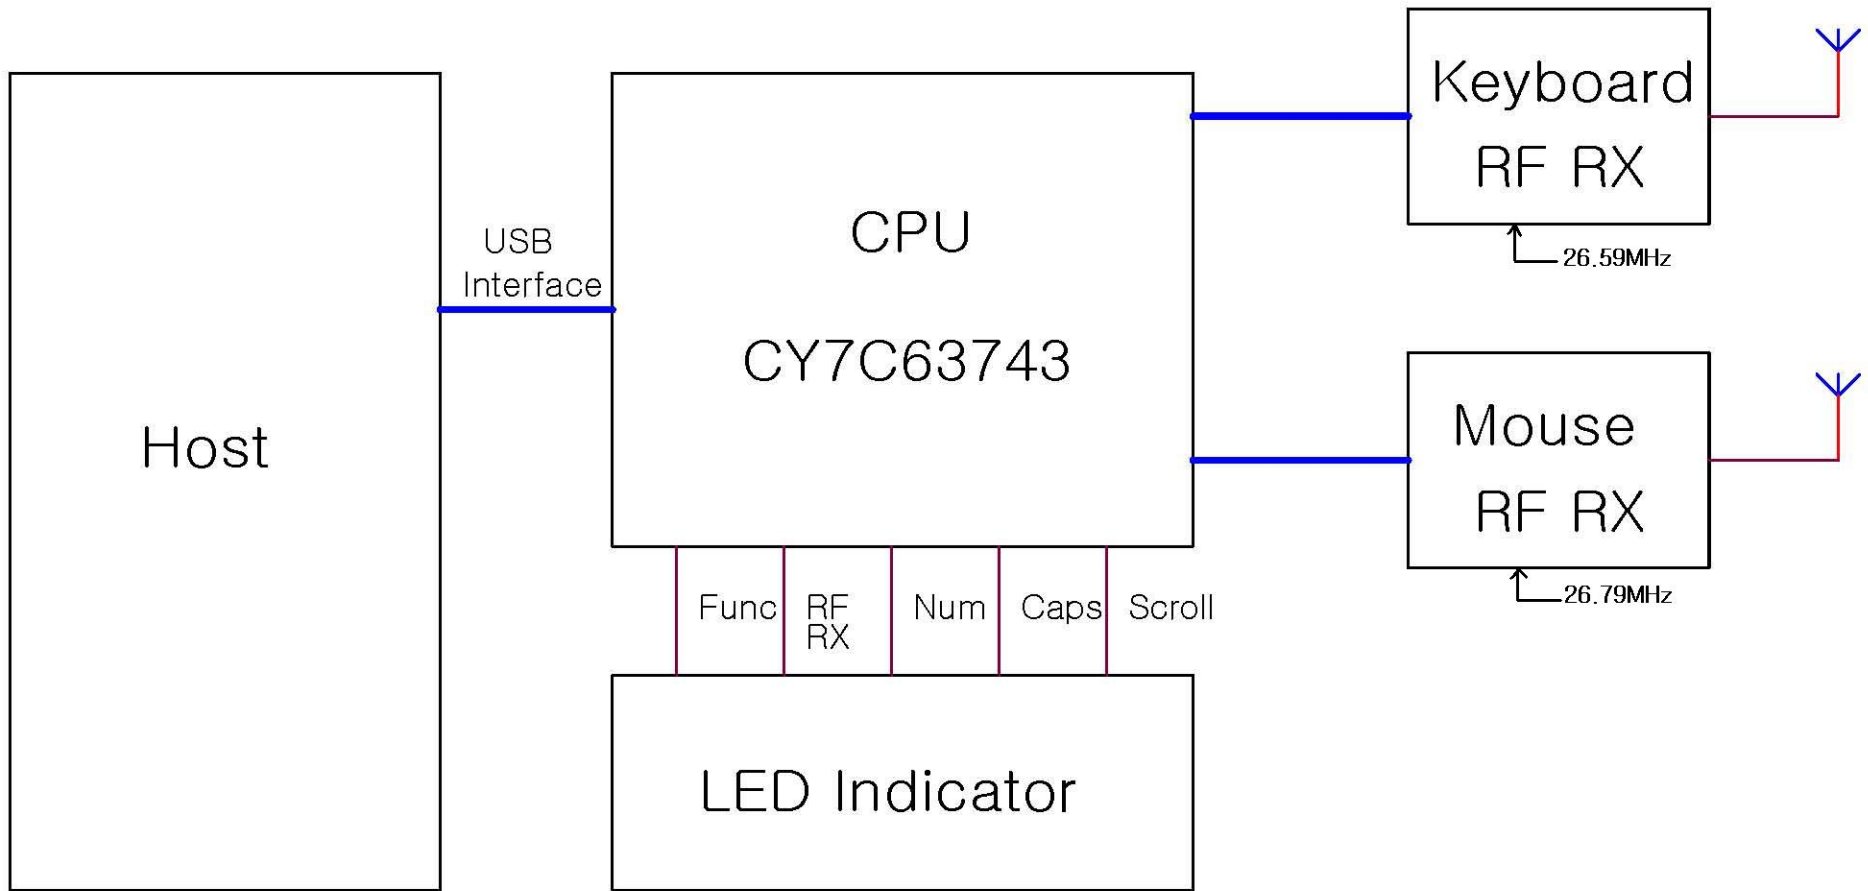 Host
USB
Interface
CPU
CY7C63743
Keyboard
RF RX
26.59MHz
Mouse
RF RX
26.79MHz
Func
RF
RX
Num
Caps
Scroll
LED Indicator